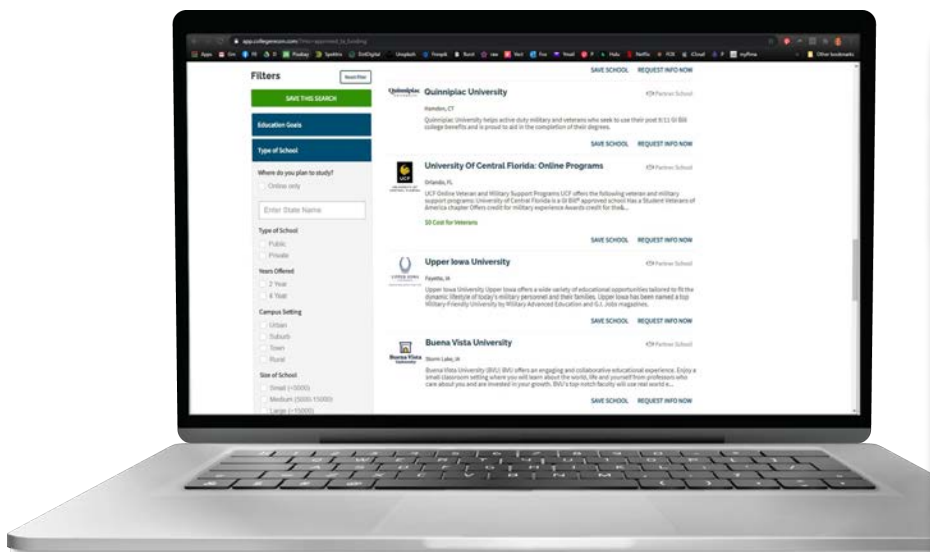 app.collegerecon.com
Filters
Reset Filter
SAVE THIS SEARCH
Education Goals
Type of School
Where do you plan to study?
Online only
Enter State Name
Type of School
Public
Private
Years Offered
2 Year
4 Year
Campus Setting
Urban
Suburb
Town
Rural
Size of School
Small (<5000)
Medium (5000-15000)
Large (>15000)
SAVE SCHOOL REQUEST INFO NOW
Quinnipiac
Quinnipiac University
Partner School
Hamden, CT
Quinnipiac University helps active duty military and veterans who seek to use their post 9/11 GI Bill
college benefits and is proud to aid in the completion of their degrees.
SAVE SCHOOL REQUEST INFO NOW
UCF
University Of Central Florida: Online Programs
Partner School
Orlando, FL
UCF Online Veteran and Military Support Programs UCF offers the following veteran and military
support programs: University of Central Florida is a GI Bill® approved school Has a Student Veterans of
America chapter Offers credit for military experience Awards credit for
$0 Cost for Veterans
SAVE SCHOOL REQUEST INFO NOW
UPPER IOWA
Upper Iowa University
Partner School
Fayette, IA
Upper Iowa University Upper Iowa offers a wide variety of educational opportunities tailored to fit the
dynamic lifestyle of today's military personnel and their families. Upper Iowa has been named a top
Military-Friendly University by Military Advanced Education and G.I. Jobs magazines.
SAVE SCHOOL REQUEST INFO NOW
Buena Vista
University
Buena Vista University
Partner School
Storm Lake, IA
Buena Vista University (BVU) BVU offers an engaging and collaborative educational experience. Enjoy a
small classroom setting where you will learn about the world, life and yourself from professors who
care about you and are invested in your growth. BVU's top notch faculty will use real world e...
SAVE SCHOOL REQUEST INFO NOW